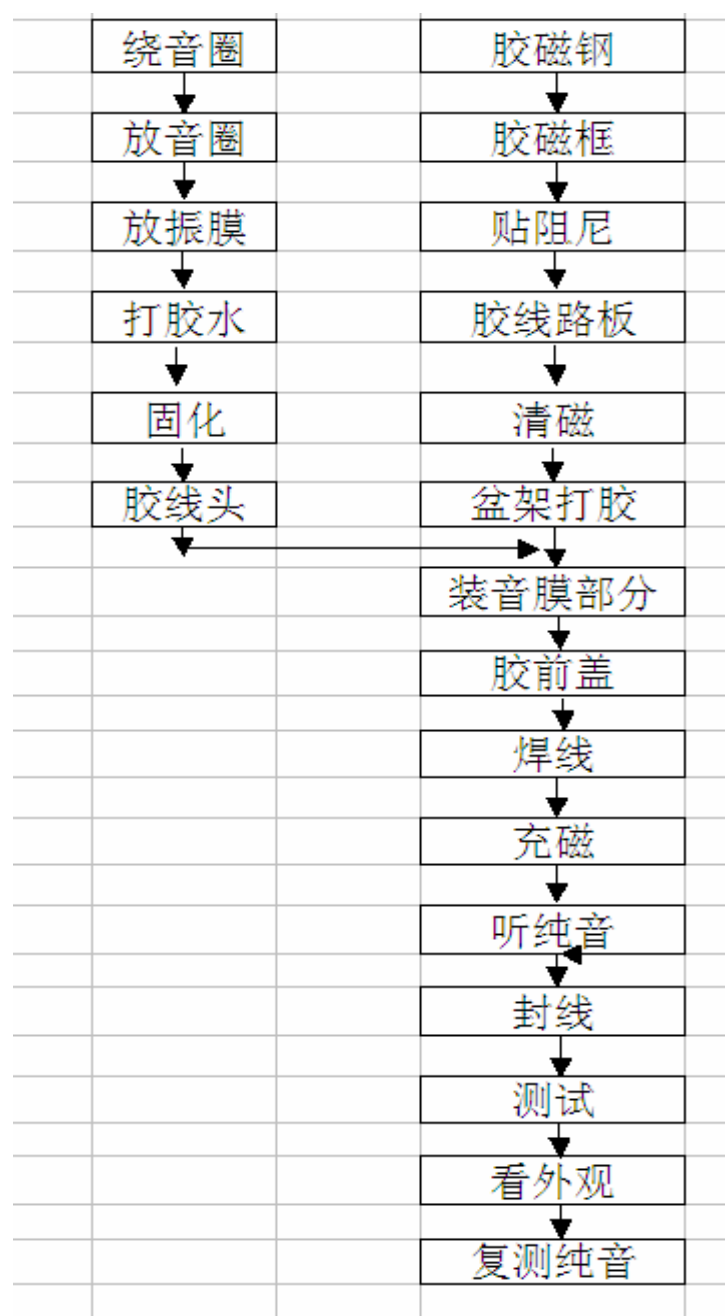 绕音圈
放音圈
放振膜
打胶水
固化
胶线头
胶磁钢
胶磁框
贴阻尼
胶线路板
清磁
盆架打胶
装音膜部分
胶前盖
焊线
充磁
听纯音
封线
测试
看外观
复测纯音